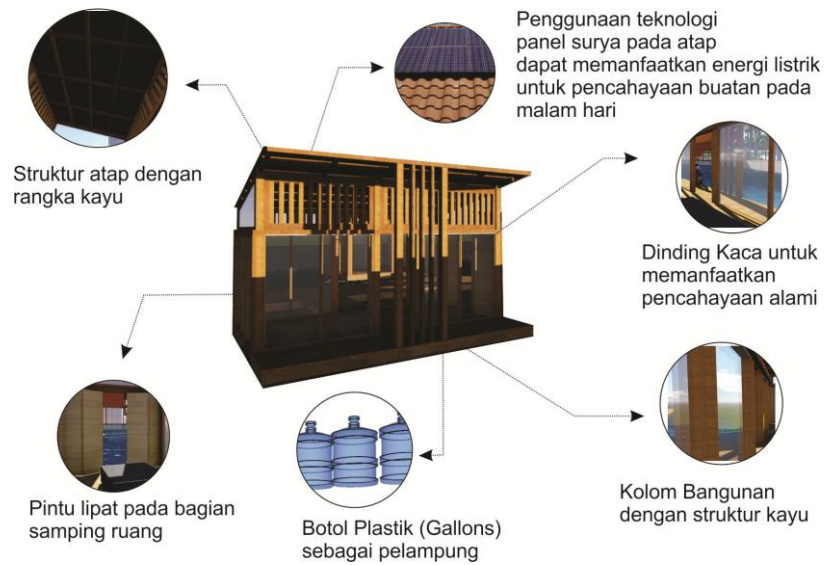 Penggunaan teknologi
panel surya pada atap
dapat memanfaatkan energi listrik
untuk pencahayaan buatan pada
malam hari
Struktur atap dengan
rangka kayu
Dinding Kaca untuk
memanfaatkan
pencahayaan alami
Pintu lipat pada bagian
samping ruang
Botol Plastik (Gallons)
sebagai pelampung
Kolom Bangunan
dengan struktur kayu